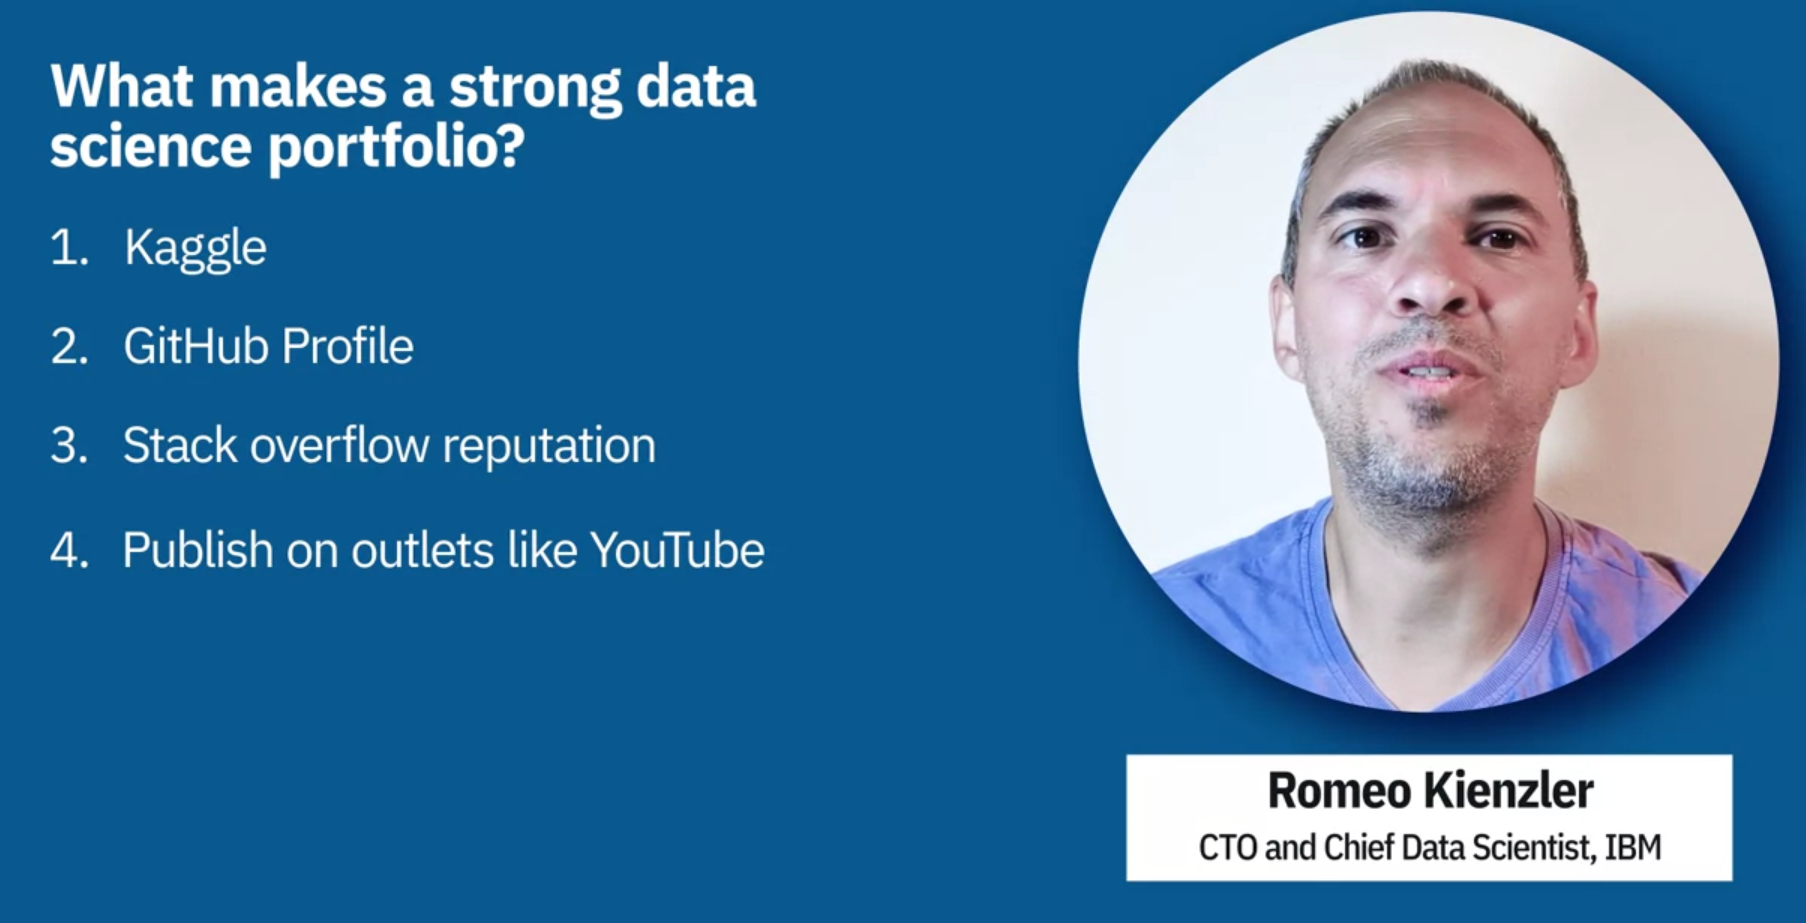 What makes a strong data
science portfolio?
1. Kaggle
2. GitHub Profile
3. Stack overflow reputation
4. Publish on outlets like YouTube
Romeo Kienzler
CTO and Chief Data Scientist, IBM